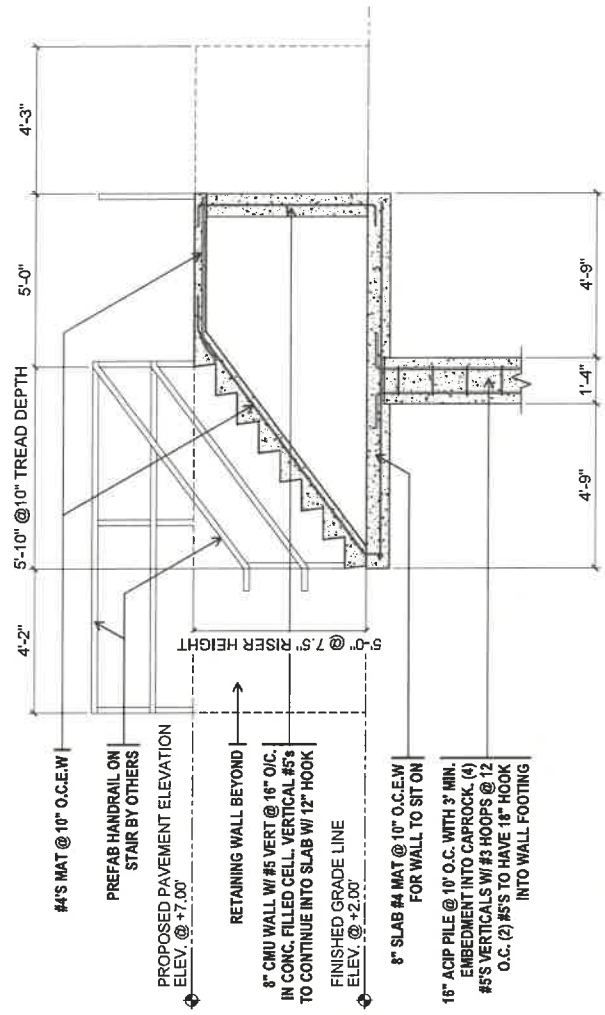 4'-2"
5'-10" @10" TREAD DEPTH
5'-0"
4'-3"
#4'S MAT @ 10" O.C.E.W
PREFAB HANDRAIL ON
STAIR BY OTHERS
PROPOSED PAVEMENT ELEVATION
ELEV. @ +7.00'
RETAINING WALL BEYOND
8" CMU WALL W/ #5 VERT @ 16" O/C.
IN CONC. FILLED CELL. VERTICAL #5's
TO CONTINUE INTO SLAB W/ 12" HOOK
FINISHED GRADE LINE
ELEV. @ +2.00'
8" SLAB #4 MAT @ 10" O.C.E.W
FOR WALL TO SIT ON
16" ACIP PILE @ 10' O.C. WITH 3' MIN.
EMBEDMENT INTO CAPROCK. (4)
#5'S VERTICALS W/ #3 HOOPS @ 12
O.C. (2) #5'S TO HAVE 18" HOOK
INTO WALL FOOTING
5'-0" @ 7.5" RISER HEIGHT
4'-9"
1'-4"
4'-9"